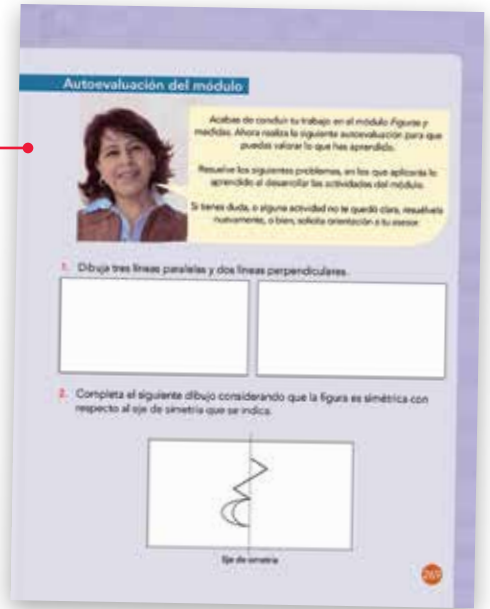 Autoevaluación del módulo
Acabas de concluir tu trabajo en el módulo Figuras y
medidas. Ahora realiza la siguiente autoevaluación para que
puedas valorar lo que has aprendido.
Resuelve los siguientes problemas, en los que aplicarás lo
aprendido al desarrollar las actividades del módulo.
Si tienes duda, o alguna actividad no te quedó clara, resuélvela
nuevamente, o bien, solicita orientación a tu asesor.
1. Dibuja tres líneas paralelas y dos líneas perpendiculares.
2. Completa el siguiente dibujo considerando que la figura es simétrica con
respecto al eje de simetría que se indica.
Eje de simetría
269